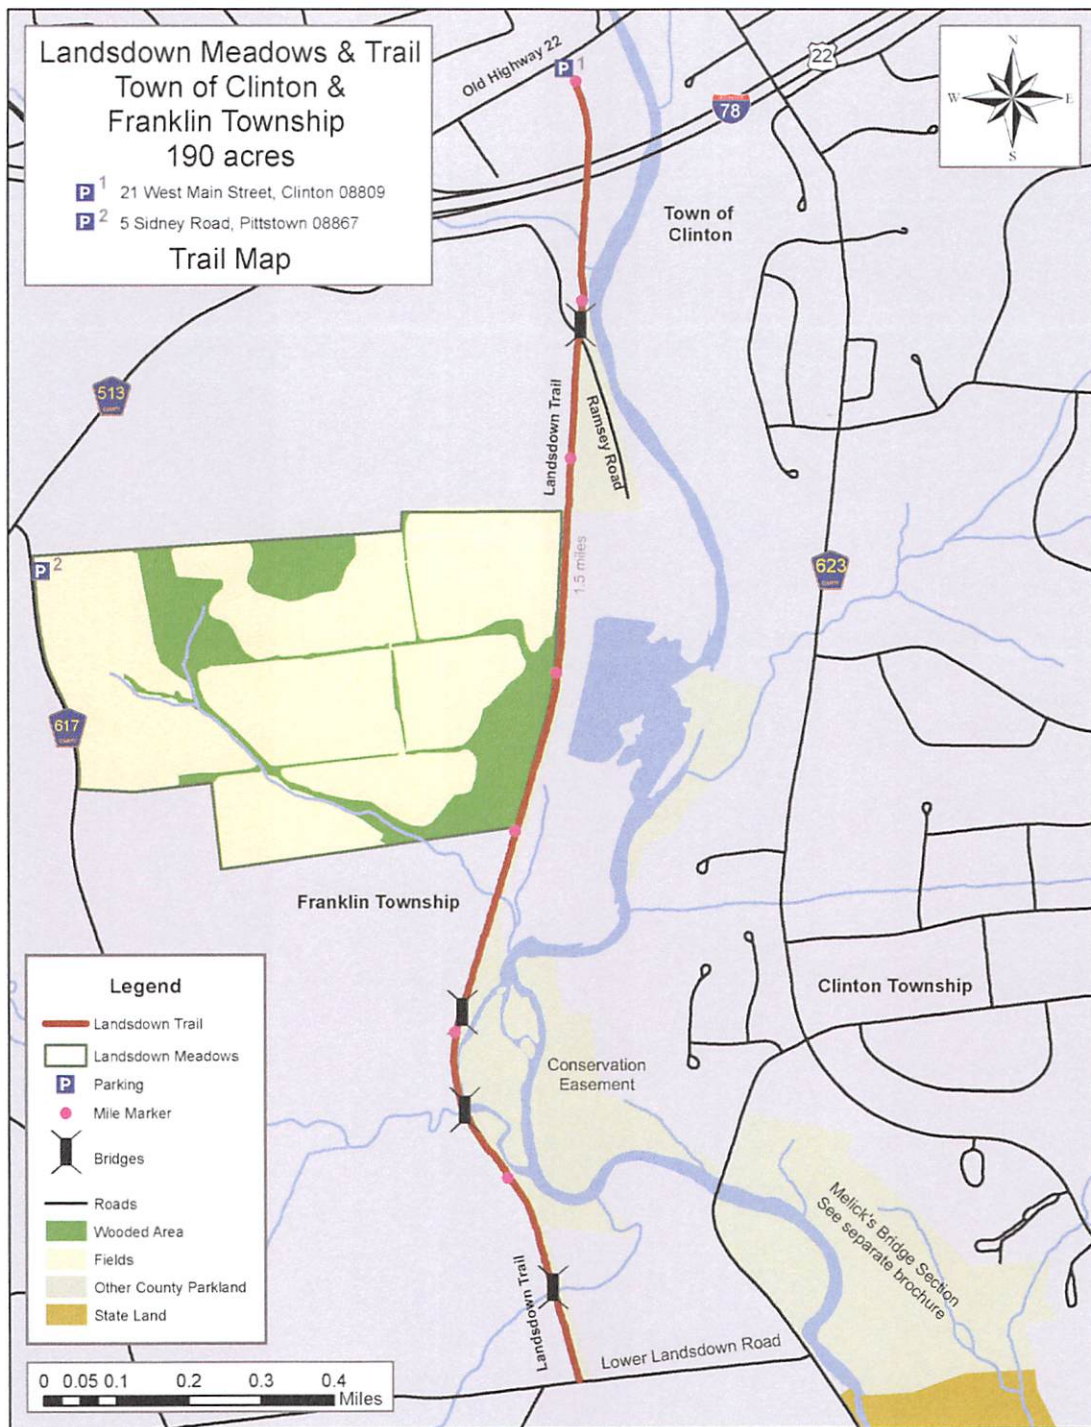 Landsdown Meadows & Trail
Town of Clinton &
Franklin Township
190 acres
P 1 21 West Main Street, Clinton 08809
P 2 5 Sidney Road, Pittstown 08867
Trail Map
Old Highway 22
P 1
22
78
N
W E
S
Town of
Clinton
513
Landsdown Trail
Ramsey Road
1.5 miles
P 2
623
617
Franklin Township
Clinton Township
Conservation
Easement
Melick's Bridge Section
See separate brochure
Landsdown Trail
Lower Landsdown Road
Legend
Landsdown Trail
Landsdown Meadows
P Parking
Mile Marker
Bridges
Roads
Wooded Area
Fields
Other County Parkland
State Land
0 0.05 0.1 0.2 0.3 0.4
Miles